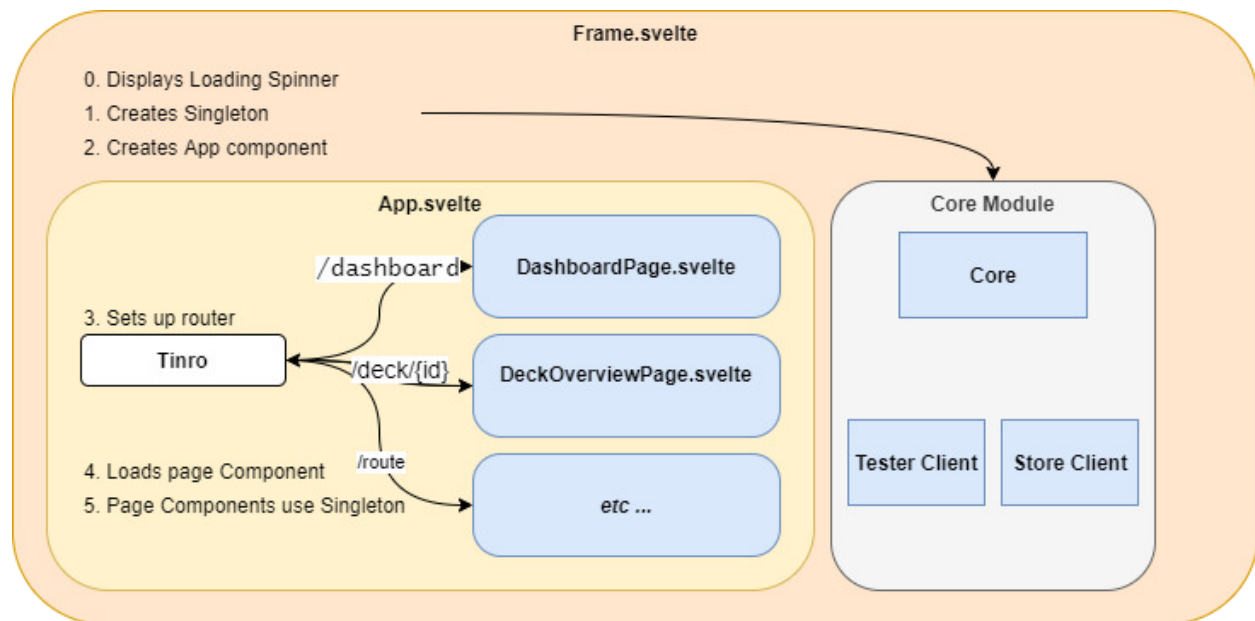 Frame.svelte
0. Displays Loading Spinner
1. Creates Singleton
2. Creates App component
App.svelte
Core Module
/dashboard
DashboardPage.svelte
Core
3. Sets up router
Tinro
/deck/{id}
DeckOverviewPage.svelte
Tester Client
Store Client
/route
4. Loads page Component
5. Page Components use Singleton
etc ...